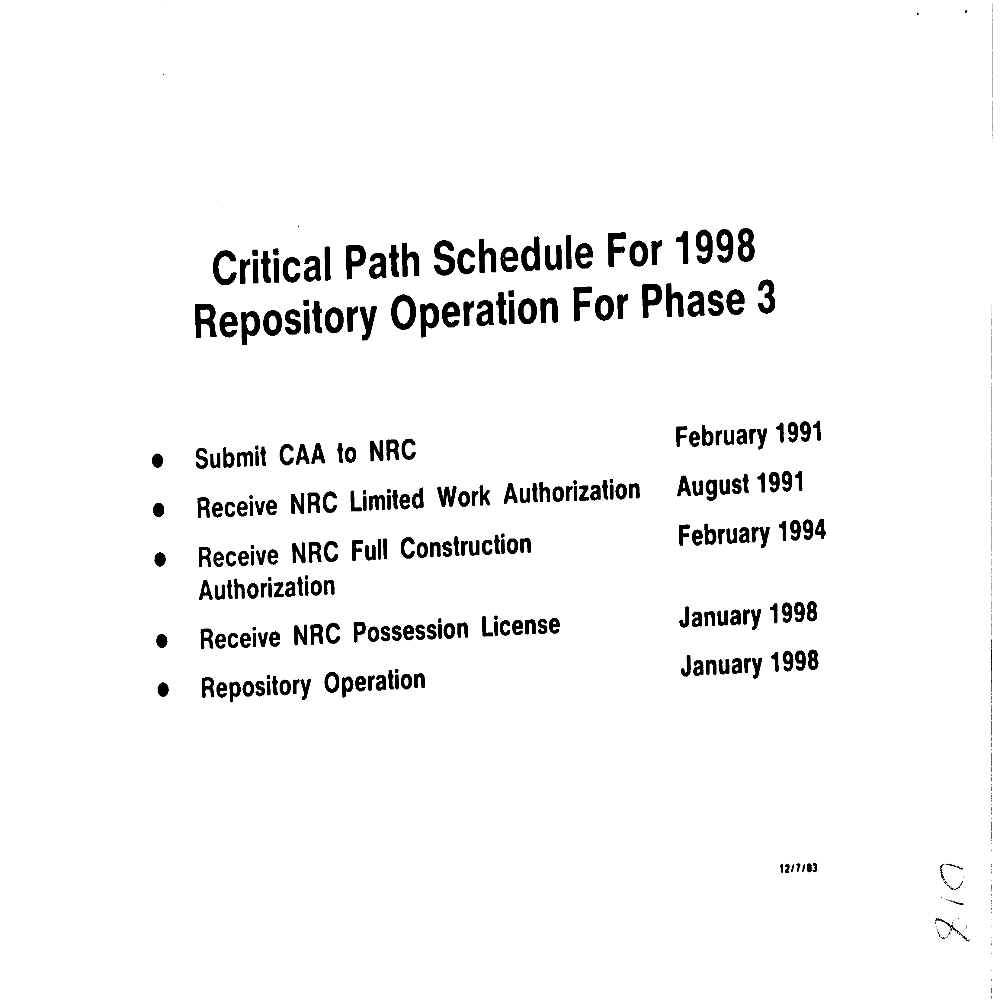 Critical Path Schedule For 1998
Repository Operation For Phase 3
• Submit CAA to NRC February 1991
• Receive NRC Limited Work Authorization August 1991
• Receive NRC Full Construction February 1994
Authorization
• Receive NRC Possession License January 1998
• Repository Operation January 1998
12/7/83